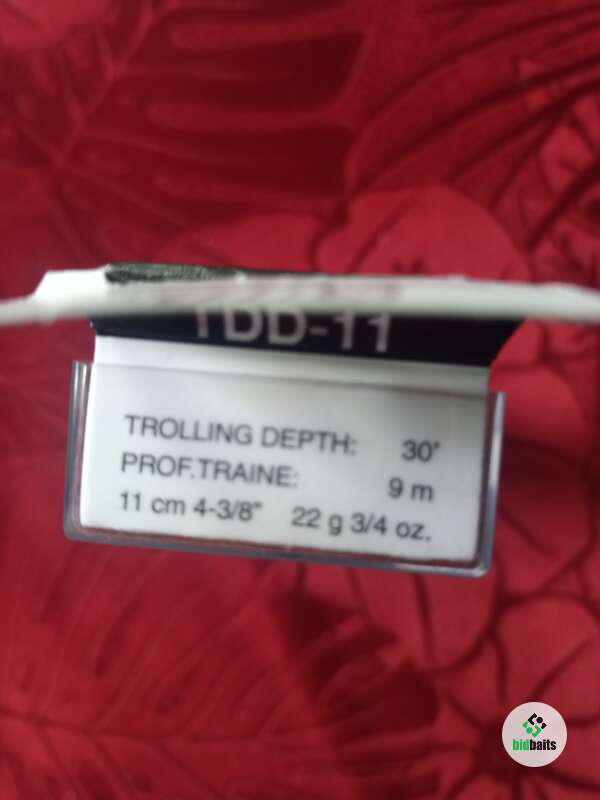 TDD-11
TROLLING DEPTH: 30'
PROF.TRAINE: 9 m
11 cm 4-3/8" 22 g 3/4 oz.
bidbaits